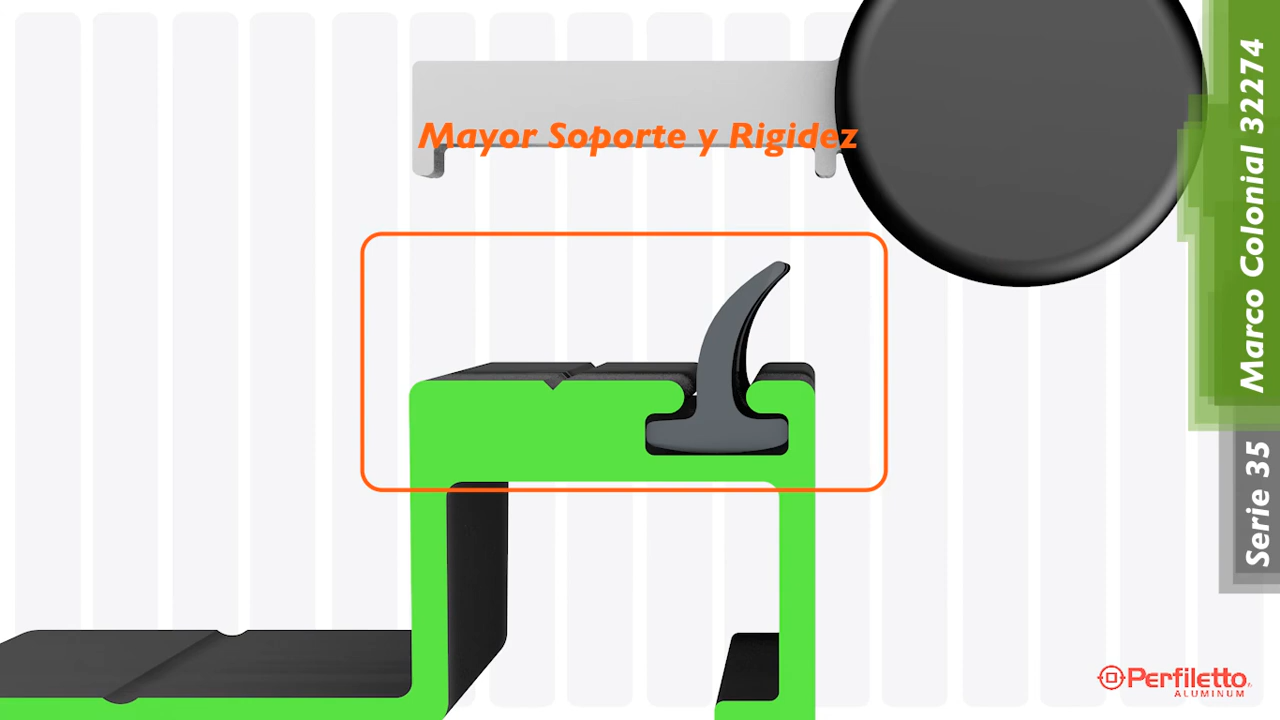 Mayor Soporte y Rigidez
Marco Colonial 32274
Serie 35
Perfiletto
ALUMINUM